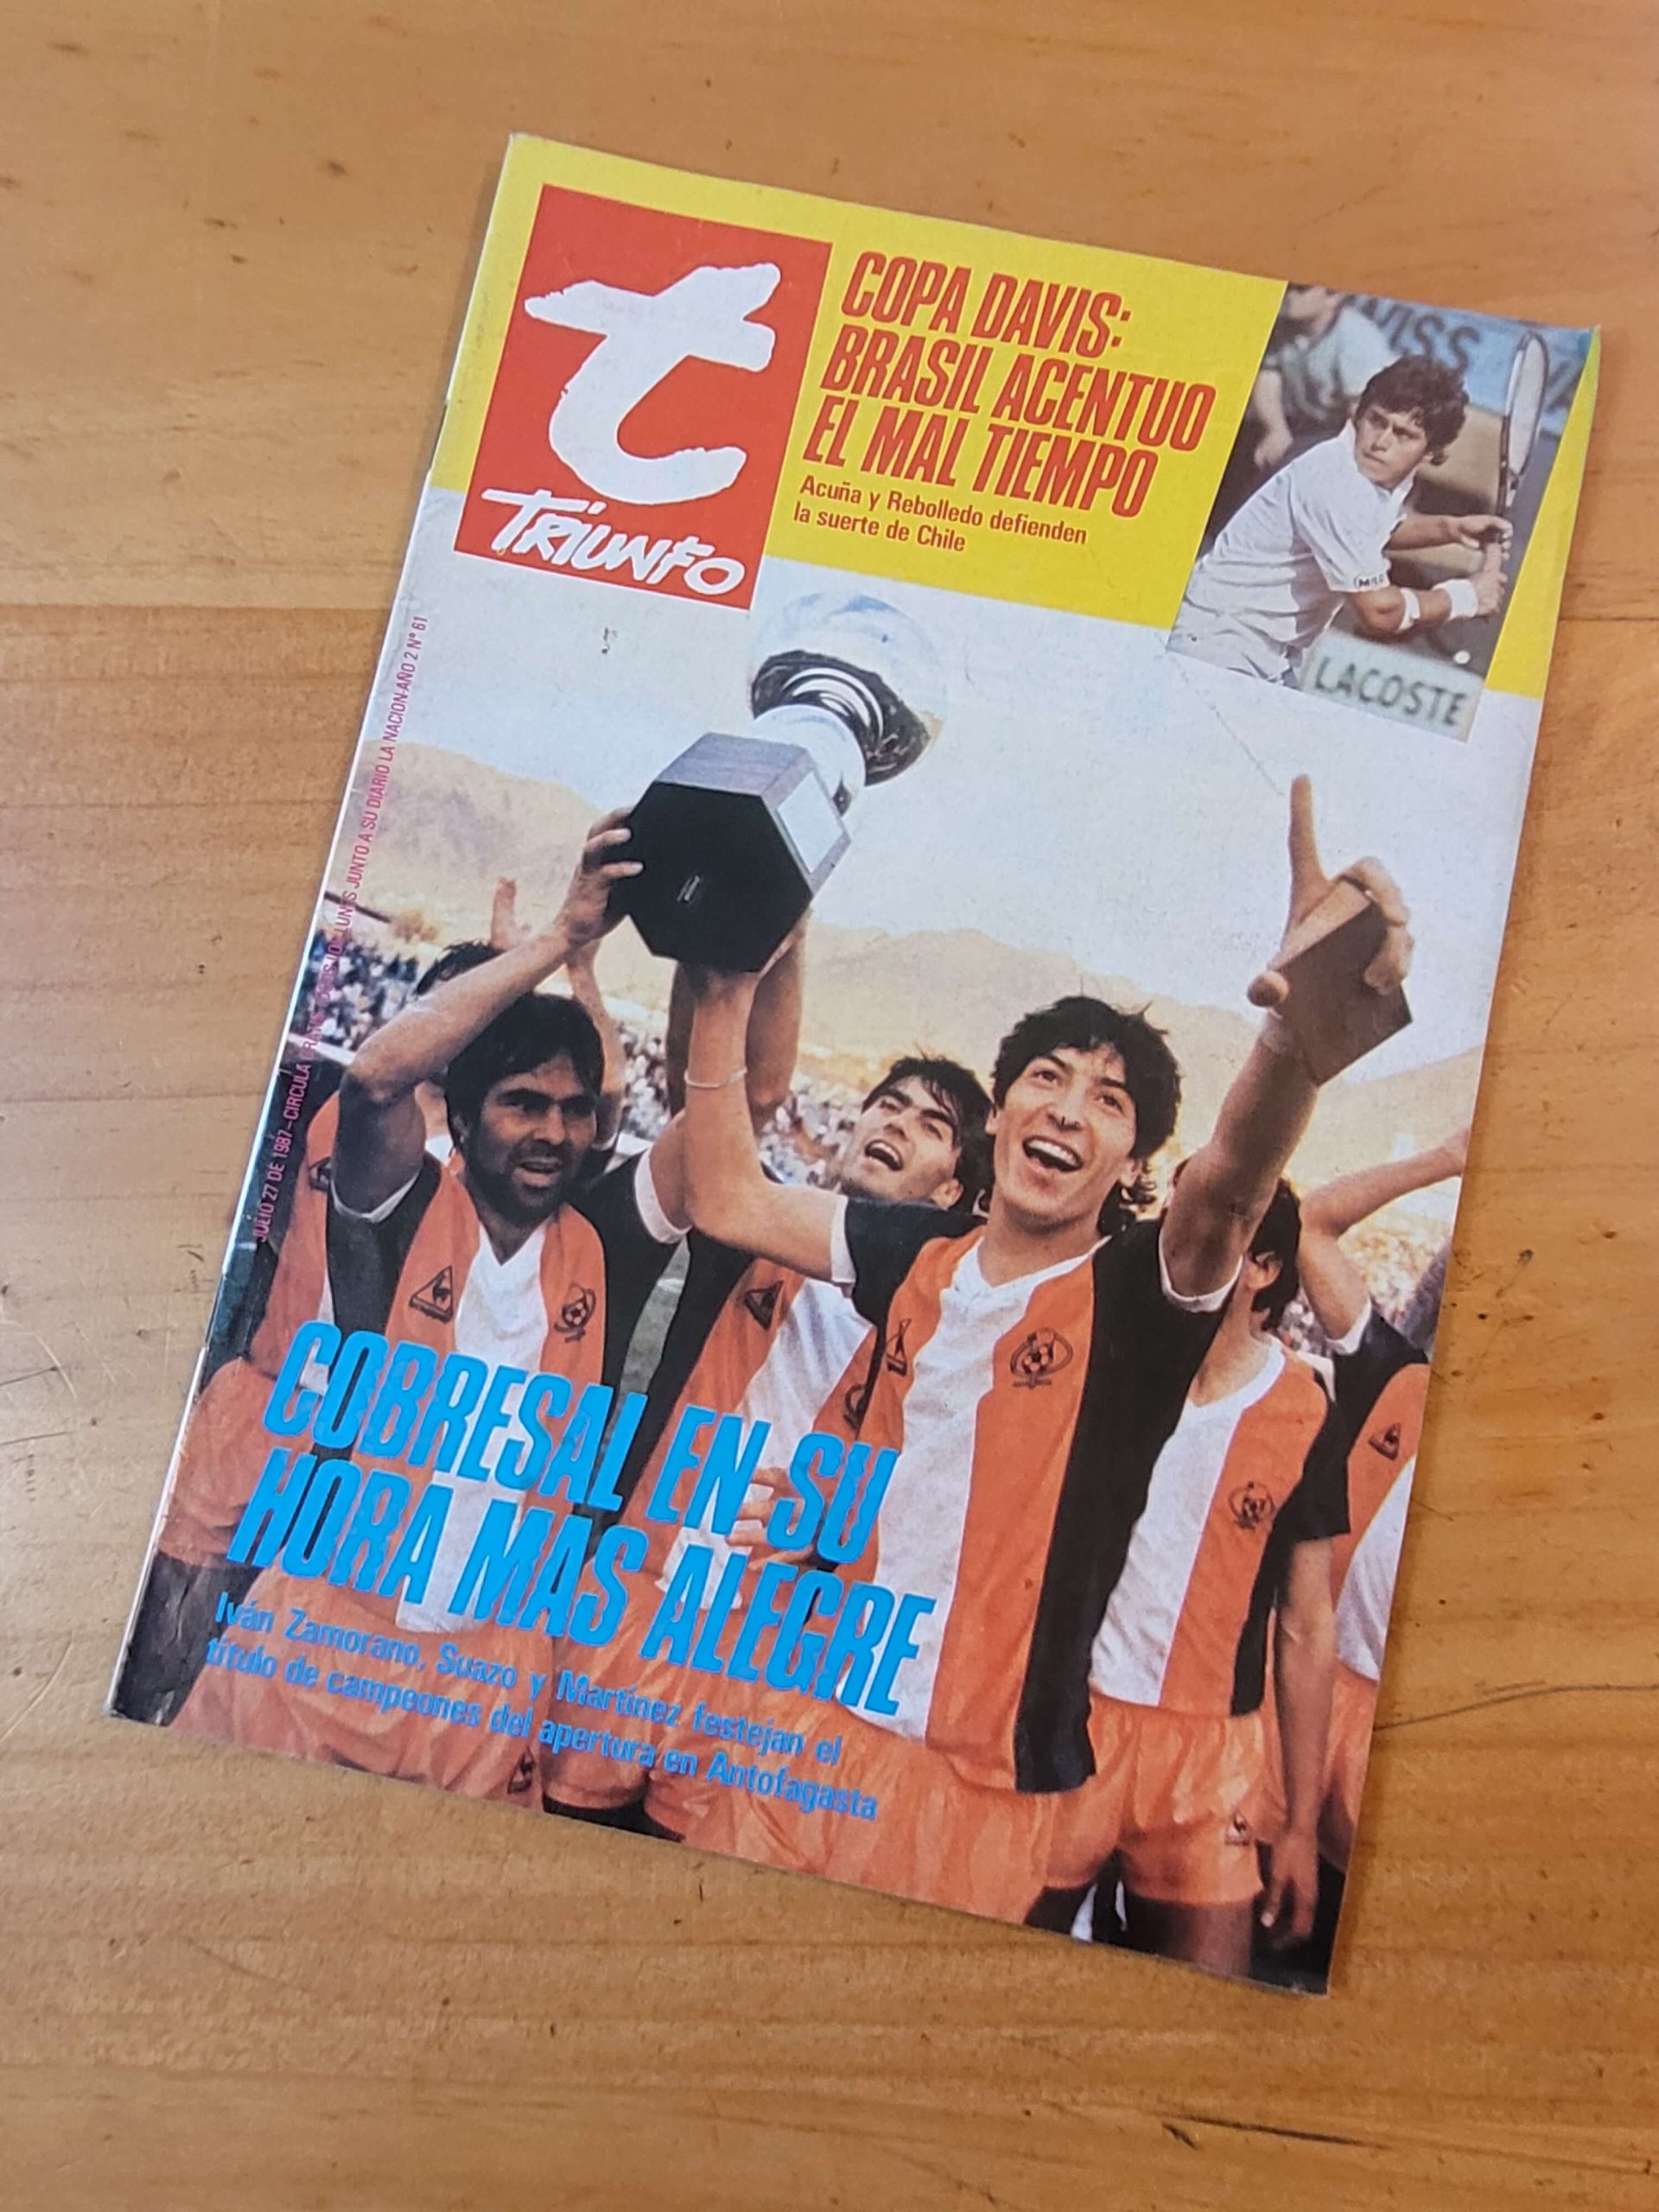 t
TRIUNFO
COPA DAVIS:
BRASIL ACENTUO
EL MAL TIEMPO
Acuña y Rebolledo defienden
la suerte de Chile
LACOSTE
JULIO 27 DE 1987-CIRCULA LOS LUNES JUNTO A SU DIARIO LA NACION-AÑO 2 Nº 61
COBRESAL EN SU
HORA MAS ALEGRE
Iván Zamorano, Suazo y Martínez festejan el
título de campeones del apertura en Antofagasta